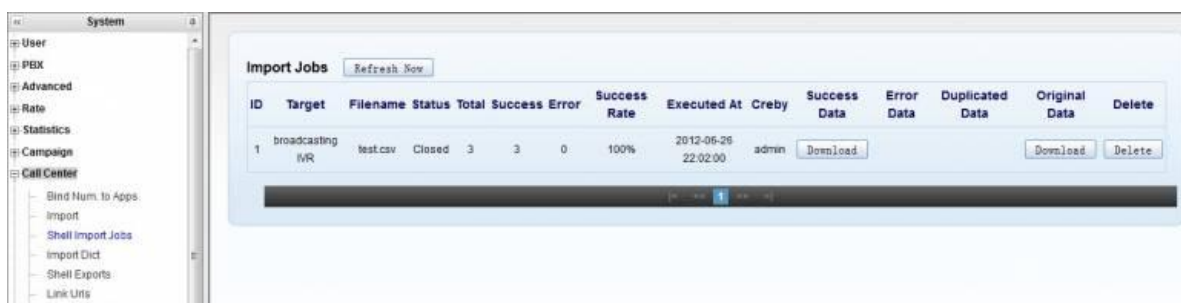 System
User
PBX
Advanced
Rate
Statistics
Campaign
Call Center
Bind Num. to Apps
Import
Shell Import Jobs
Import Dict
Shell Exports
Link Urls
Import Jobs Refresh Now
ID Target Filename Status Total Success Error Success Rate Executed At Creby Success Data Error Data Duplicated Data Original Data Delete
1 broadcasting IVR test.csv Closed 3 3 0 100% 2012-06-26 22:02:00 admin Download Download Delete
1